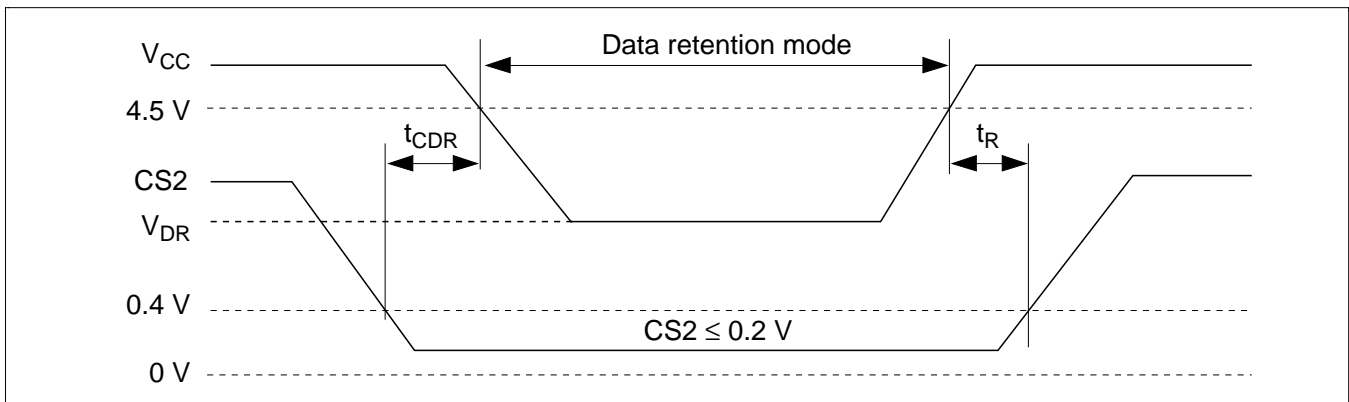 Data retention mode
VCC
4.5 V
tCDR
tR
CS2
VDR
0.4 V
CS2 ≤ 0.2 V
0 V